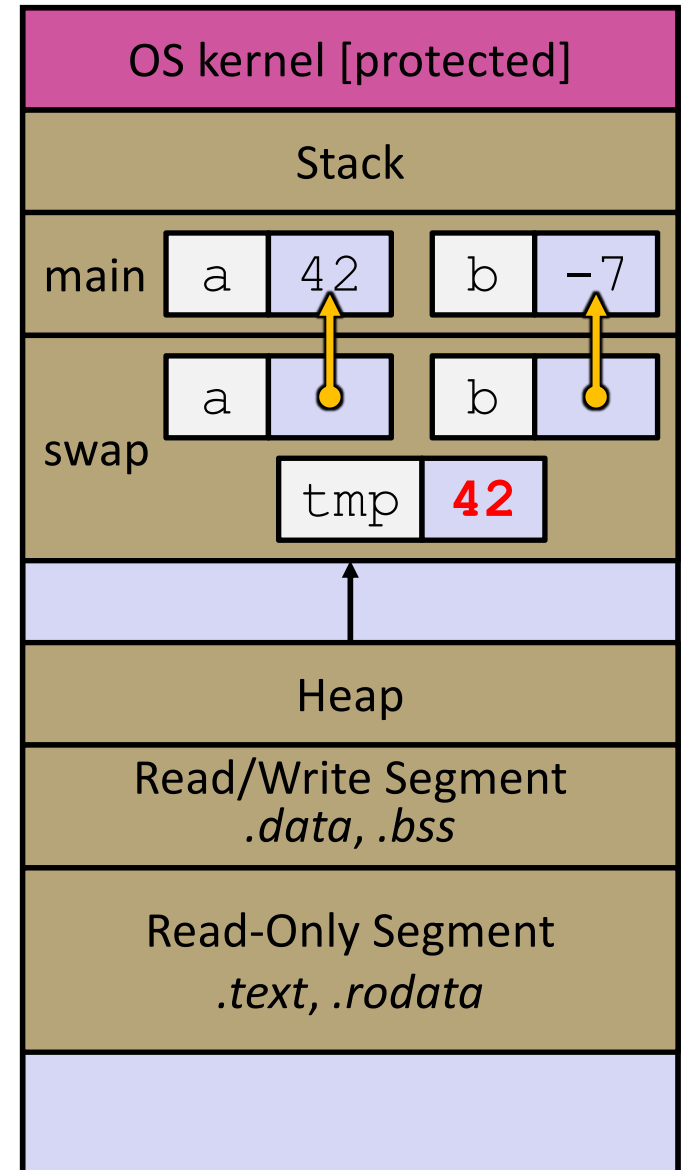 OS kernel [protected]
Stack
main a 42 b -7
a b
swap
tmp 42
Heap
Read/Write Segment
.data, .bss
Read-Only Segment
.text, .rodata